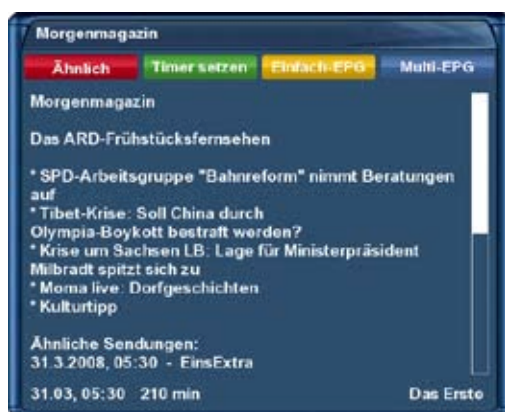 Morgenmagazin
Ähnlich Timer setzen Einfach-EPG Multi-EPG
Morgenmagazin
Das ARD-Frühstücksfernsehen
* SPD-Arbeitsgruppe "Bahnreform" nimmt Beratungen
auf
* Tibet-Krise: Soll China durch
Olympia-Boykott bestraft werden?
* Krise um Sachsen LB: Lage für Ministerpräsident
Milbradt spitzt sich zu
* Moma live: Dorfgeschichten
* Kulturtipp
Ähnliche Sendungen:
31.3.2008, 05:30 - EinsExtra
31.03, 05:30 210 min Das Erste